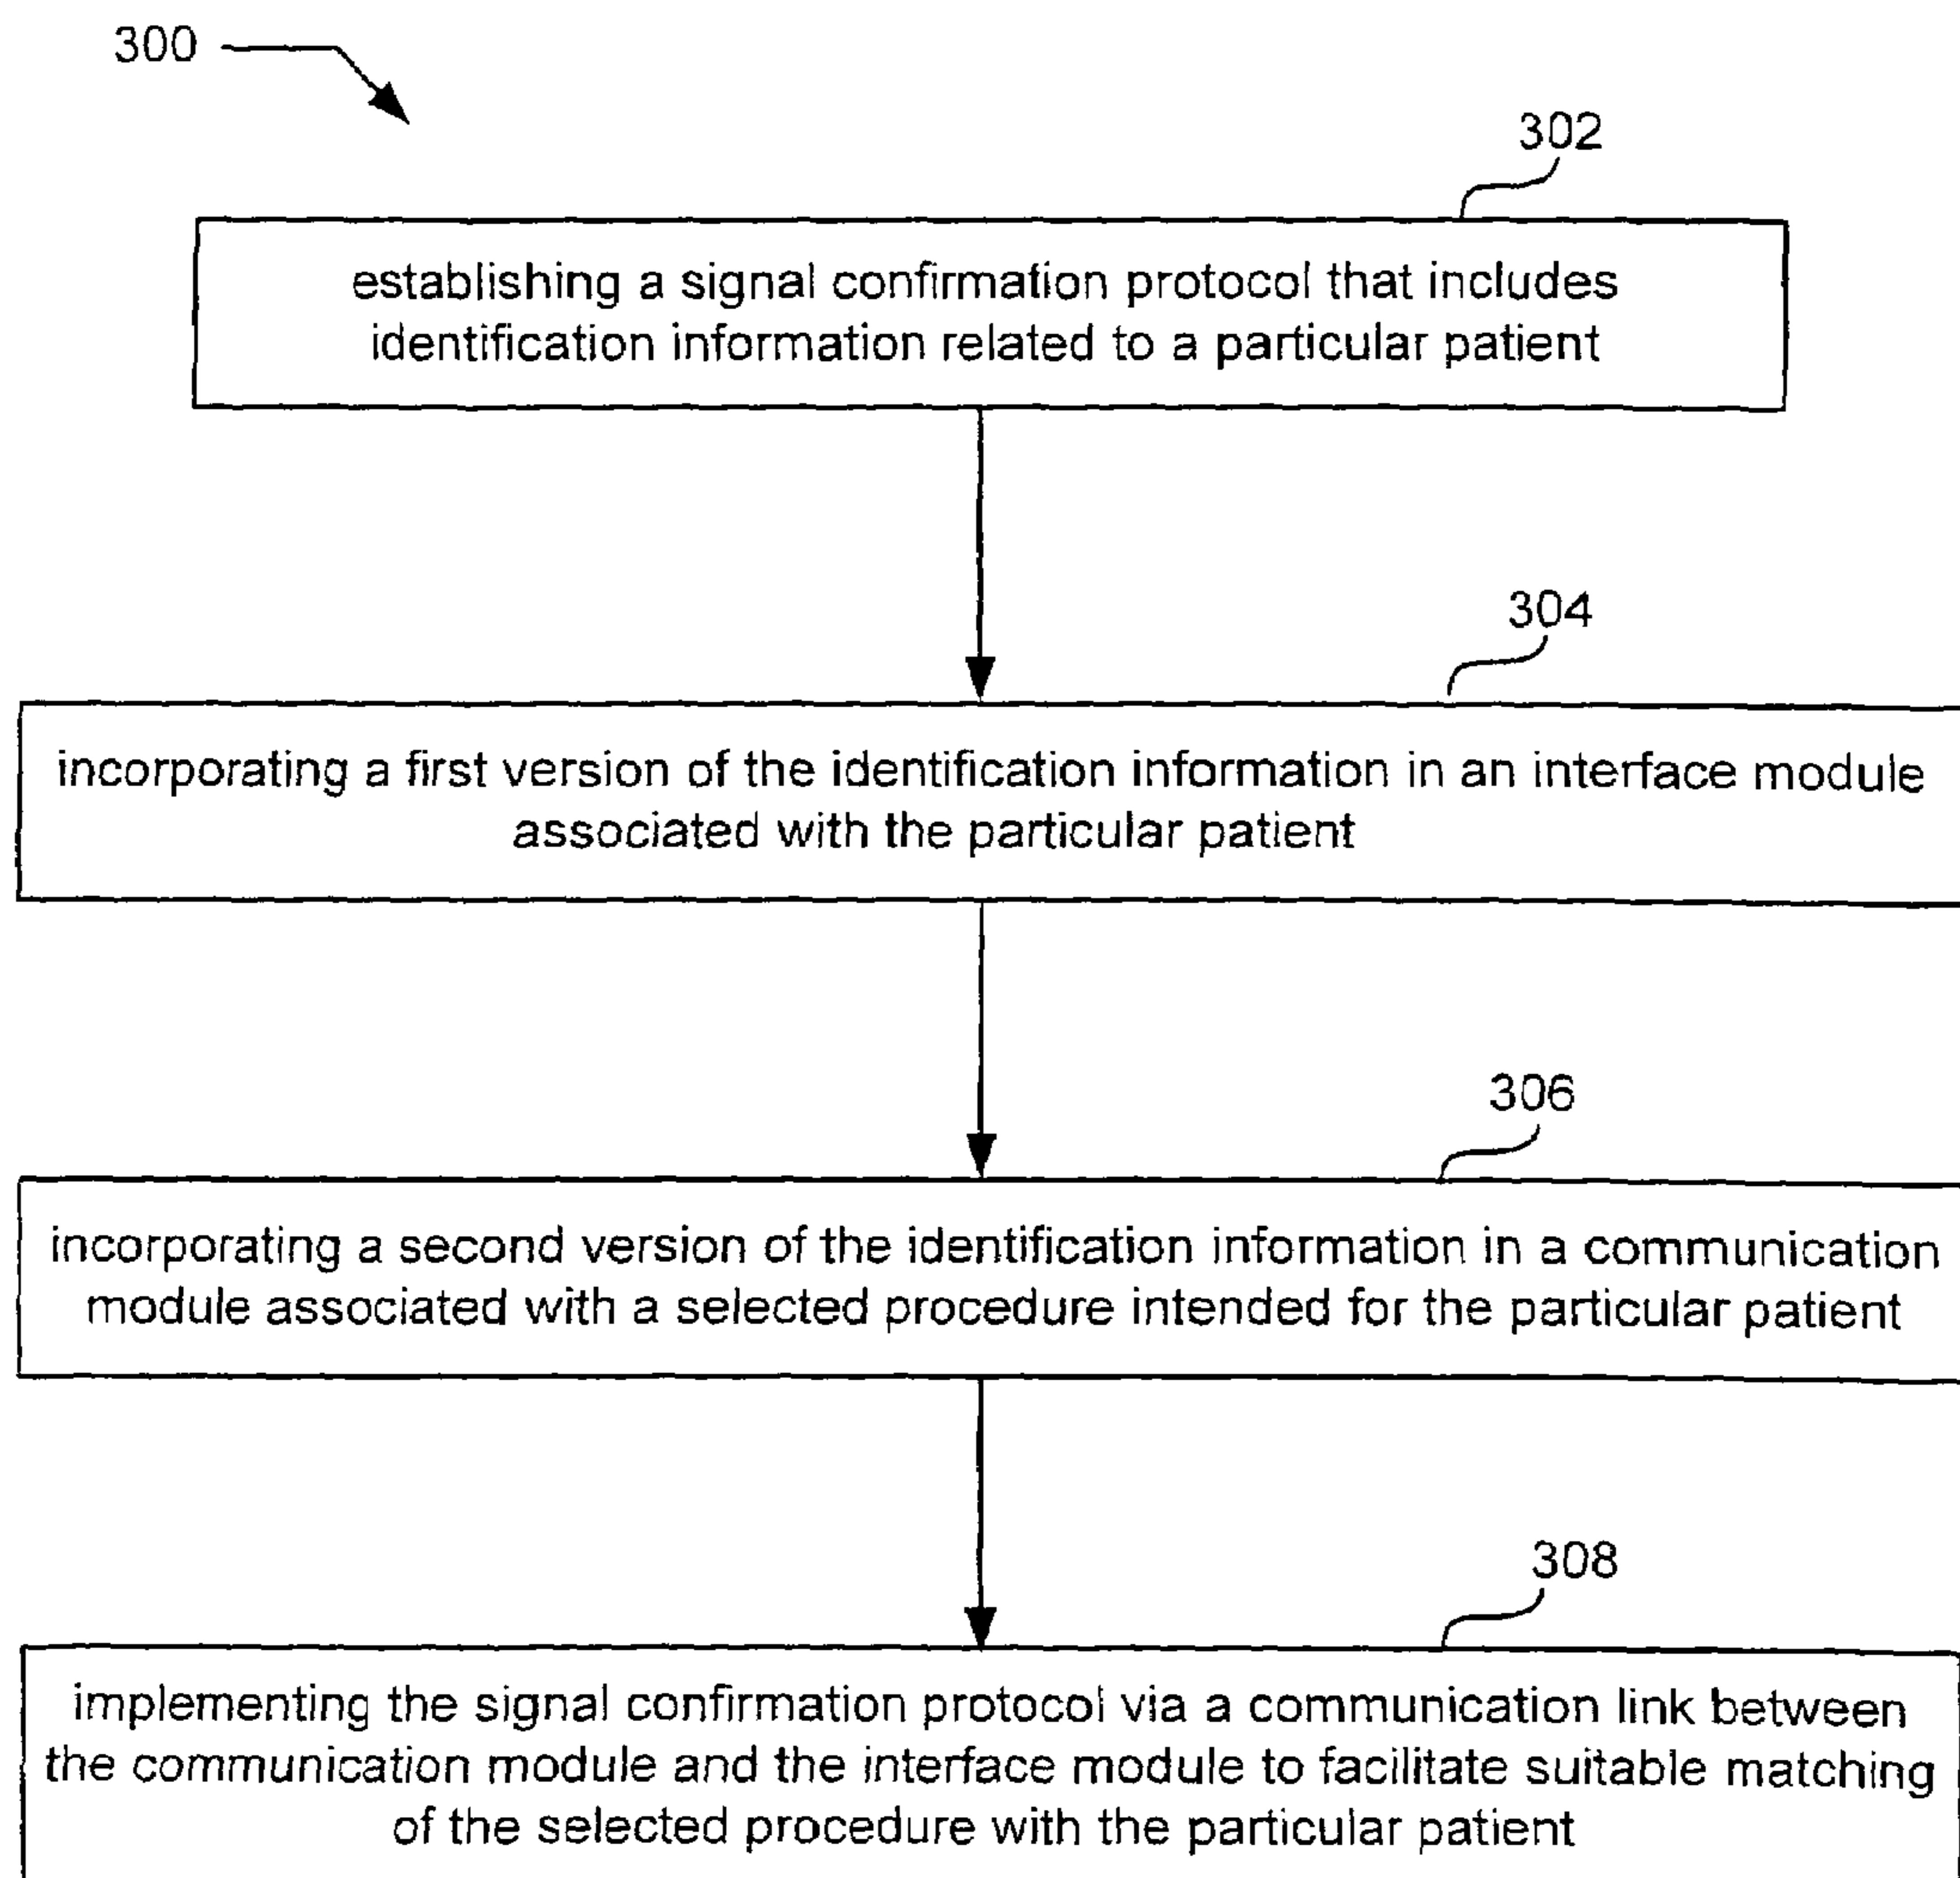 300
302
establishing a signal confirmation protocol that includes
identification information related to a particular patient
304
incorporating a first version of the identification information in an interface module
associated with the particular patient
306
incorporating a second version of the identification information in a communication
module associated with a selected procedure intended for the particular patient
308
implementing the signal confirmation protocol via a communication link between
the communication module and the interface module to facilitate suitable matching
of the selected procedure with the particular patient